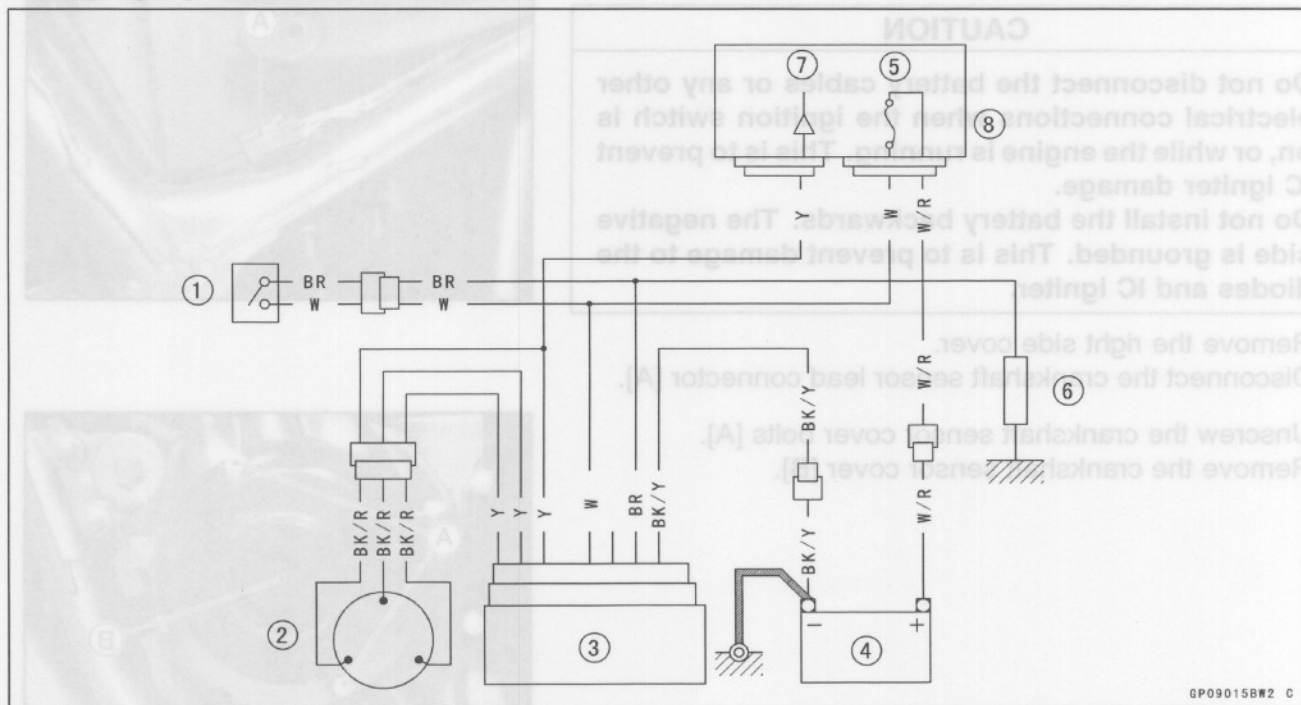 CAUTION
Do not disconnect the battery cables or any other
electrical connections when the ignition switch is
on, or while the engine is running. This is to prevent
IC igniter damage.
Do not install the battery backwards. The negative
side is grounded. This is to prevent damage to the
diodes and IC igniter.
Remove the right side cover.
Disconnect the crankshaft sensor lead connector [A].
Unscrew the crankshaft sensor cover bolts [A].
Remove the crankshaft sensor cover [B].
A
7
5
8
Y
W
W/R
1
BR
W
BR
W
W/R
6
BK/Y
W/R
BK/R
BK/R
BK/R
Y
Y
Y
W
BR
BK/Y
BK/Y
A
B
2
3
4
-
+
GP09015BW2 C